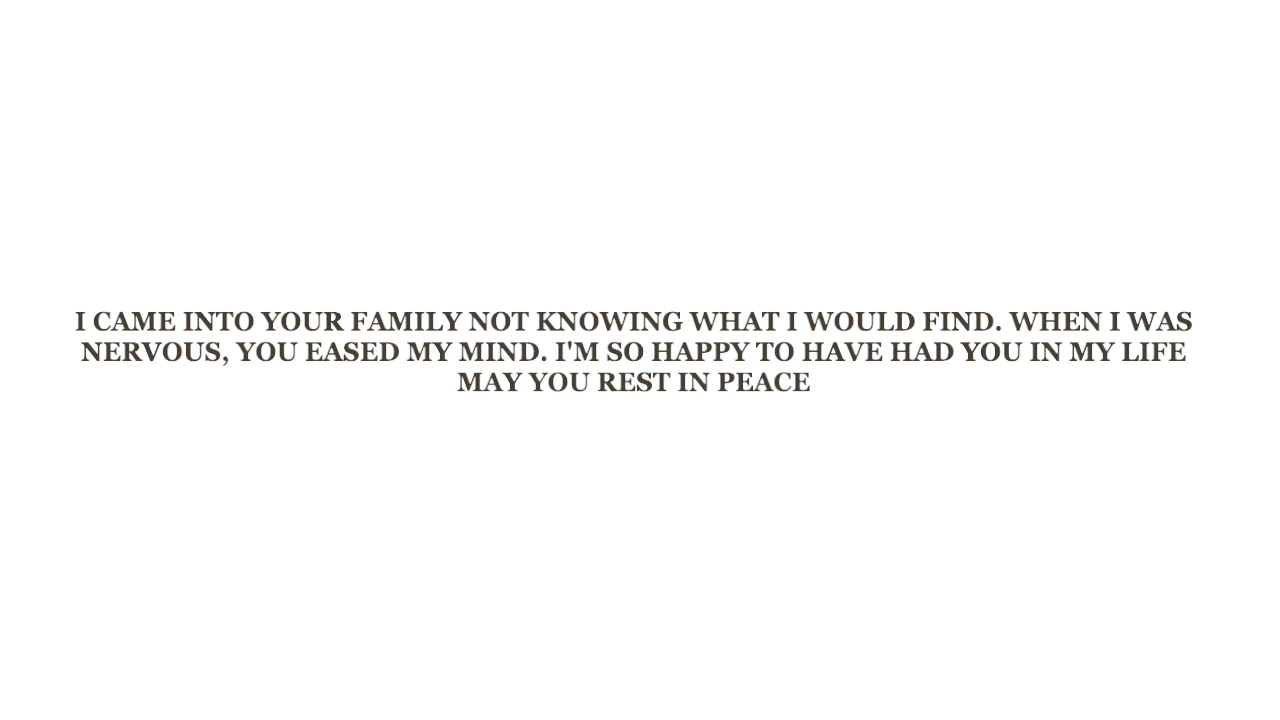 I CAME INTO YOUR FAMILY NOT KNOWING WHAT I WOULD FIND. WHEN I WAS
NERVOUS, YOU EASED MY MIND. I'M SO HAPPY TO HAVE HAD YOU IN MY LIFE
MAY YOU REST IN PEACE